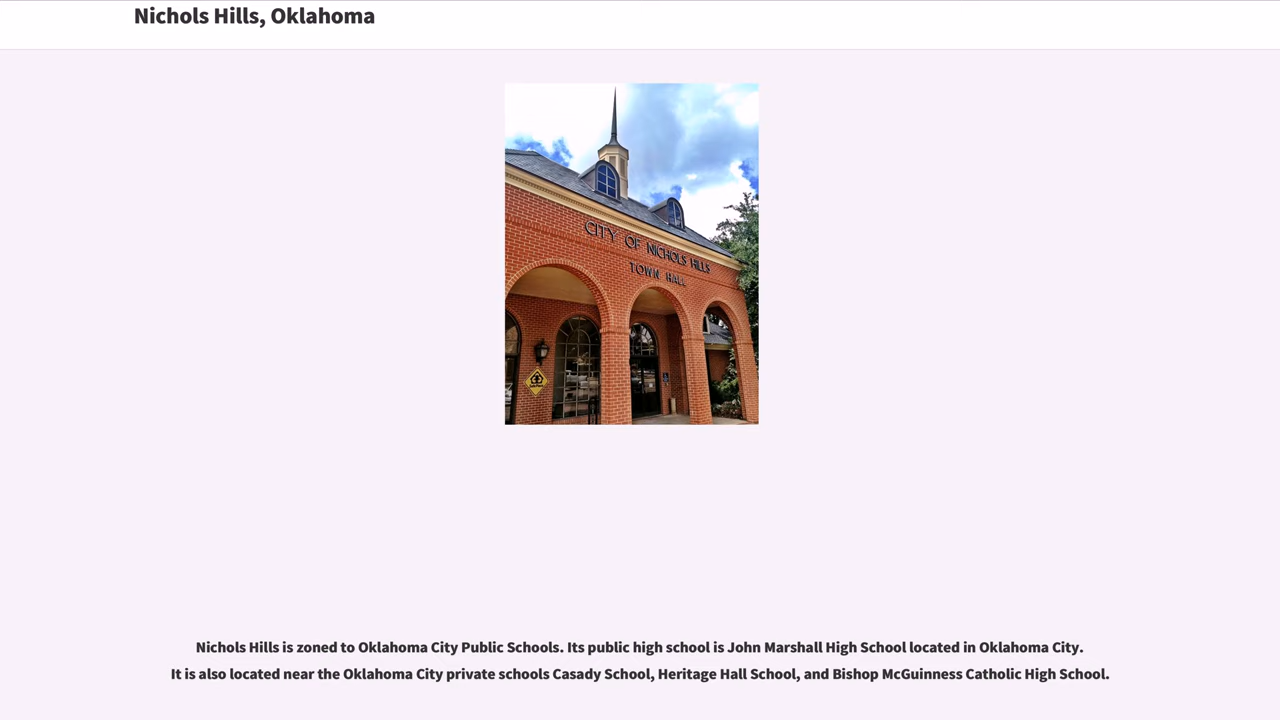 Nichols Hills, Oklahoma
CITY OF NICHOLS HILLS
TOWN HALL
Nichols Hills is zoned to Oklahoma City Public Schools. Its public high school is John Marshall High School located in Oklahoma City.
It is also located near the Oklahoma City private schools Casady School, Heritage Hall School, and Bishop McGuinness Catholic High School.